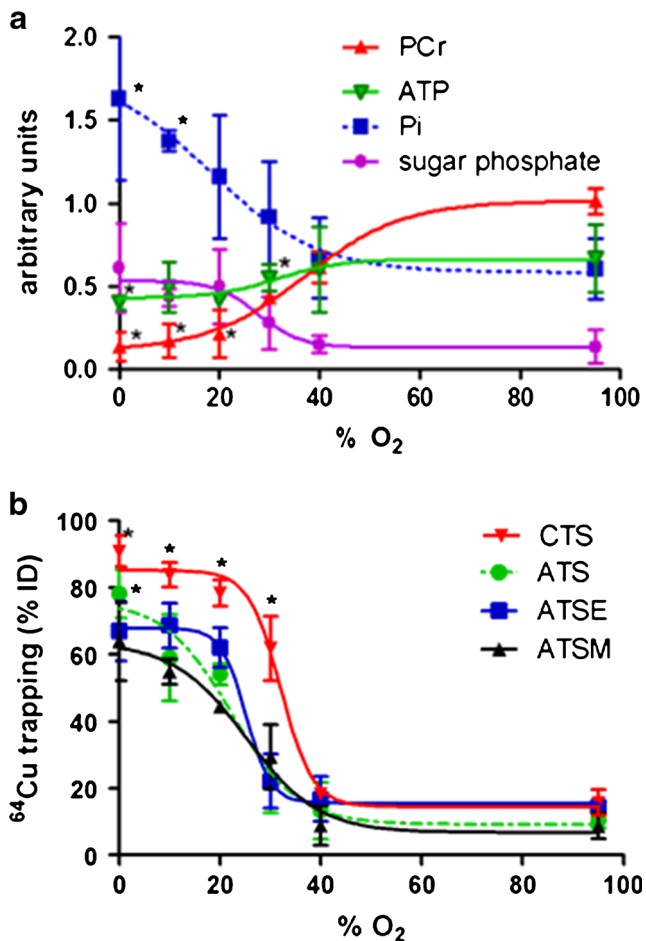 a
2.0
1.5
1.0
0.5
0.0
arbitrary units
PCr
ATP
Pi
sugar phosphate
* * * * * * *
0 20 40 60 80 100
% O₂
b
100
80
60
40
20
0
⁶⁴Cu trapping (% ID)
CTS
ATS
ATSE
ATSM
* * * * *
0 20 40 60 80 100
% O₂